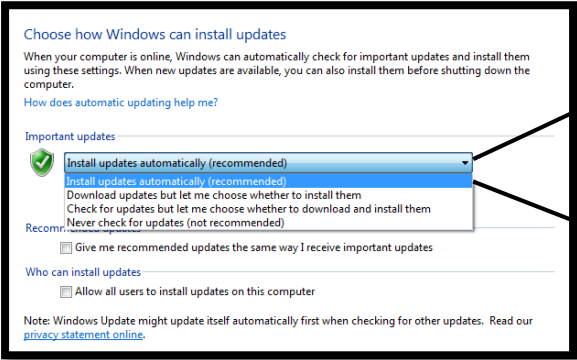 Choose how Windows can install updates
When your computer is online, Windows can automatically check for important updates and install them
using these settings. When new updates are available, you can also install them before shutting down the
computer.
How does automatic updating help me?
Important updates
Install updates automatically (recommended)
Install updates automatically (recommended)
Download updates but let me choose whether to install them
Check for updates but let me choose whether to download and install them
Never check for updates (not recommended)
Recommended updates
Give me recommended updates the same way I receive important updates
Who can install updates
Allow all users to install updates on this computer
Note: Windows Update might update itself automatically first when checking for other updates. Read our
privacy statement online.